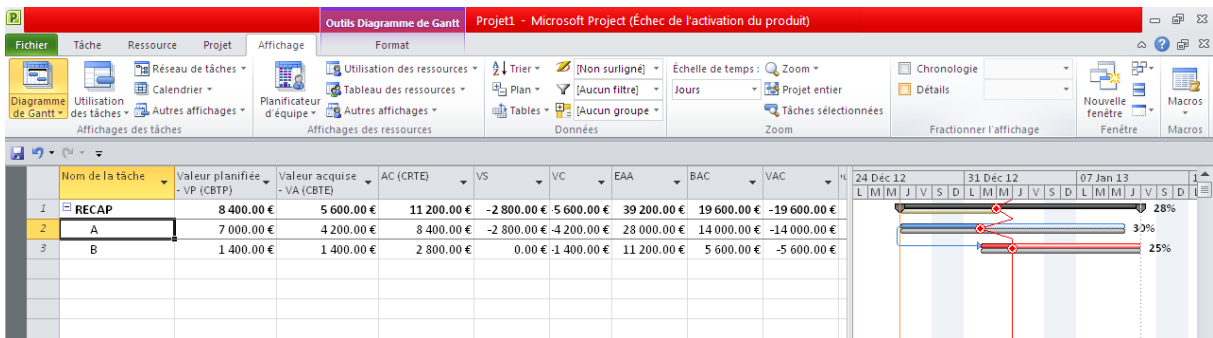 Outils Diagramme de Gantt Projet1 - Microsoft Project (Échec de l'activation du produit)
Fichier Tâche Ressource Projet Affichage Format
Réseau de tâches Utilisation des ressources Trier [Non surligné] Échelle de temps : Zoom Chronologie
Calendrier Tableau des ressources Plan [Aucun filtre] Jours Projet entier Détails
Diagramme de Gantt Utilisation des tâches Autres affichages Planificateur d'équipe Autres affichages Tables [Aucun groupe Tâches sélectionnées Nouvelle fenêtre Macros
Affichages des tâches Affichages des ressources Données Zoom Fractionner l'affichage Fenêtre Macros
Nom de la tâche Valeur planifiée - VP (CBTP) Valeur acquise - VA (CBTE) AC (CRTE) VS VC EAA BAC VAC 24 Déc 12 31 Déc 12 07 Jan 13 1
L M M J V S D L M M J V S D L M M J V S D L
1 RECAP 8 400.00 € 5 600.00 € 11 200.00 € -2 800.00 € -5 600.00 € 39 200.00 € 19 600.00 € -19 600.00 € 28%
2 A 7 000.00 € 4 200.00 € 8 400.00 € -2 800.00 € -4 200.00 € 28 000.00 € 14 000.00 € -14 000.00 € 30%
3 B 1 400.00 € 1 400.00 € 2 800.00 € 0.00 € -1 400.00 € 11 200.00 € 5 600.00 € -5 600.00 € 25%